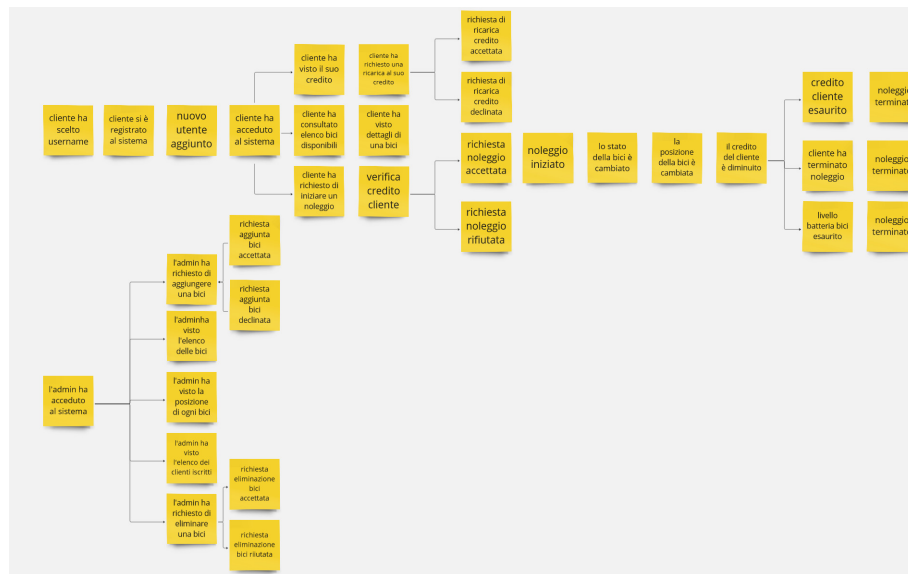 richiesta di
ricarica
credito
accettata
cliente ha
visto il suo
credito
cliente ha
richiesto una
ricarica al suo
credito
richiesta di
ricarica
credito
declinata
credito
cliente
esaurito
noleggio
cliente ha
scelto
username
cliente si è
registrato
al sistema
nuovo
utente
aggiunto
cliente ha
acceduto
al sistema
cliente ha
consultato
elenco bici
disponibili
cliente ha
visto
dettagli di
una bici
richiesta
noleggio
accettata
noleggio
iniziato
lo stato
della bici è
cambiato
la
posizione
della bici è
cambiata
il credito
del cliente
è diminuito
cliente ha
terminato
noleggio
noleggio
cliente ha
richiesto di
iniziare un
noleggio
verifica
credito
cliente
richiesta
noleggio
rifiutata
livello
batteria bici
esaurito
noleggio
richiesta
aggiunta
bici
accettata
l'admin ha
richiesto di
aggiungere
una bici
richiesta
aggiunta
bici
declinata
l'adminha
visto
l'elenco
delle bici
l'admin ha
acceduto
al sistema
l'admin ha
visto la
posizione
di ogni bici
l'admin ha
visto
l'elenco dei
clienti iscritti
richiesta
eliminazione
bici
accettata
l'admin ha
richiesto di
eliminare
una bici
richiesta
eliminazione
bici riiutata